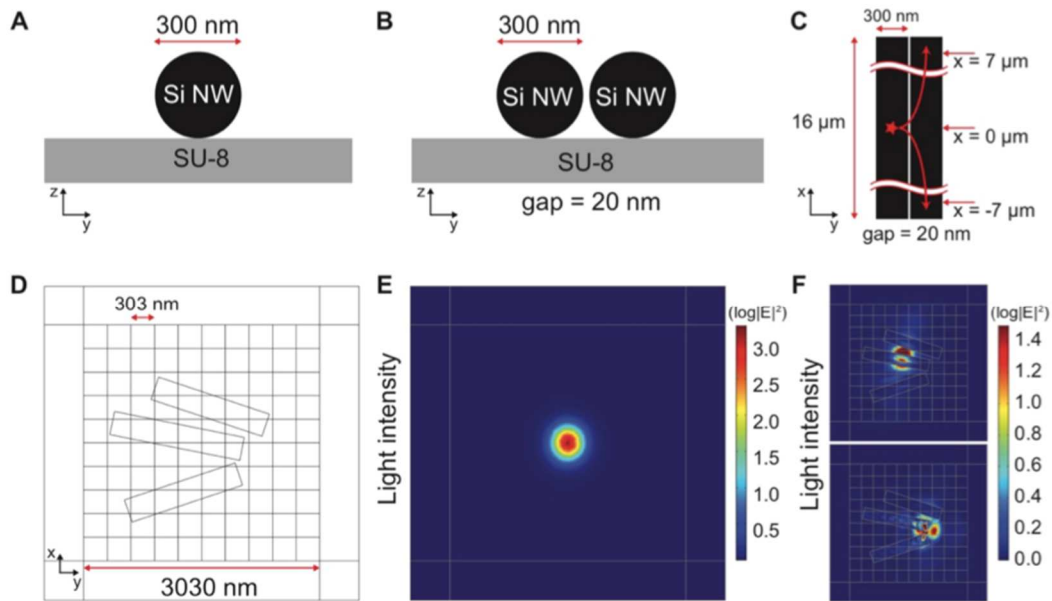 A
300 nm
Si NW
SU-8
z
y
B
300 nm
Si NW Si NW
SU-8
z
y
gap = 20 nm
C
300 nm
x = 7 µm
16 µm
x = 0 µm
x = -7 µm
x
y
gap = 20 nm
D
303 nm
x
y
3030 nm
E
Light intensity
(log|E|²)
3.0
2.5
2.0
1.5
1.0
0.5
F
Light intensity
(log|E|²)
1.4
1.2
1.0
0.8
0.6
0.4
0.2
0.0